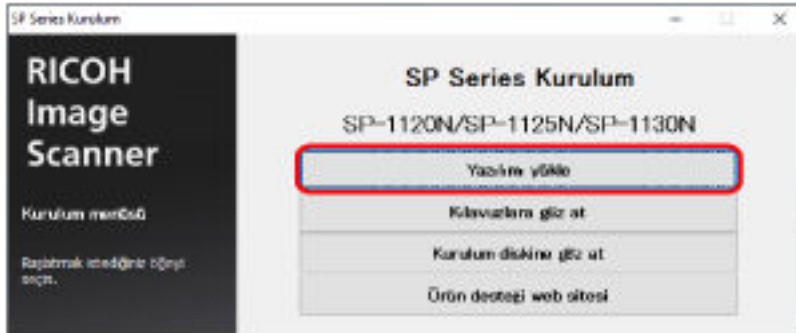 SP Series Kurulum
RICOH
Image
Scanner
Kurulum menüsü
Başlatmak istediğiniz öğeyi
seçin.
SP Series Kurulum
SP-1120N/SP-1125N/SP-1130N
Yazılımı yükle
Kılavuzlara göz at
Kurulum diskine göz at
Ürün desteği web sitesi